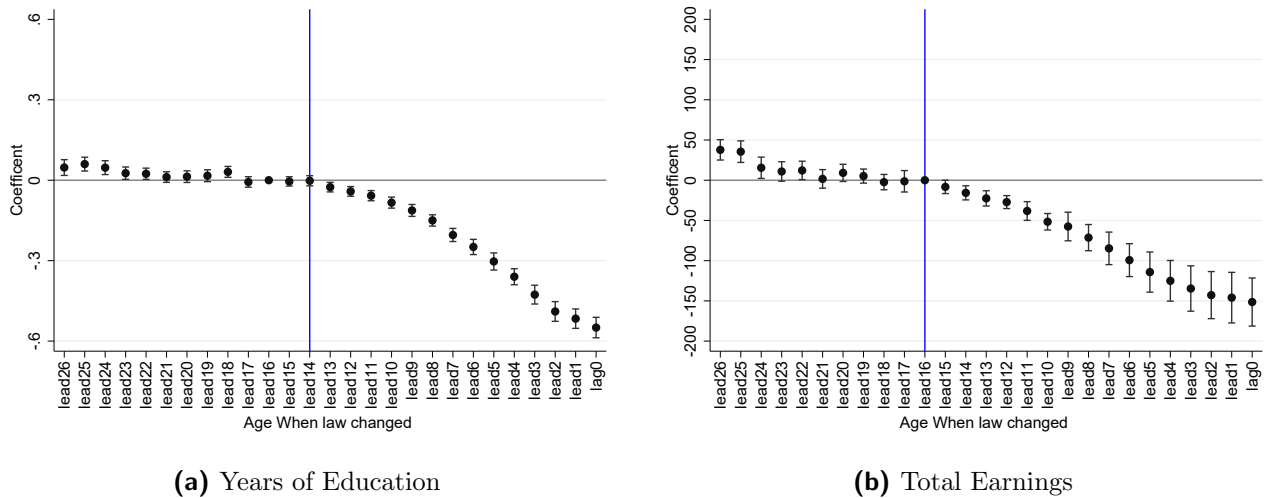 .6
.3
0
-.3
-.6
Coefficent
lead26
lead25
lead24
lead23
lead22
lead21
lead20
lead19
lead18
lead17
lead16
lead15
lead14
lead13
lead12
lead11
lead10
lead9
lead8
lead7
lead6
lead5
lead4
lead3
lead2
lead1
lag0
Age When law changed
(a) Years of Education
200
150
100
50
0
-50
-100
-150
-200
Coefficent
lead26
lead25
lead24
lead23
lead22
lead21
lead20
lead19
lead18
lead17
lead16
lead15
lead14
lead13
lead12
lead11
lead10
lead9
lead8
lead7
lead6
lead5
lead4
lead3
lead2
lead1
lag0
Age When law changed
(b) Total Earnings